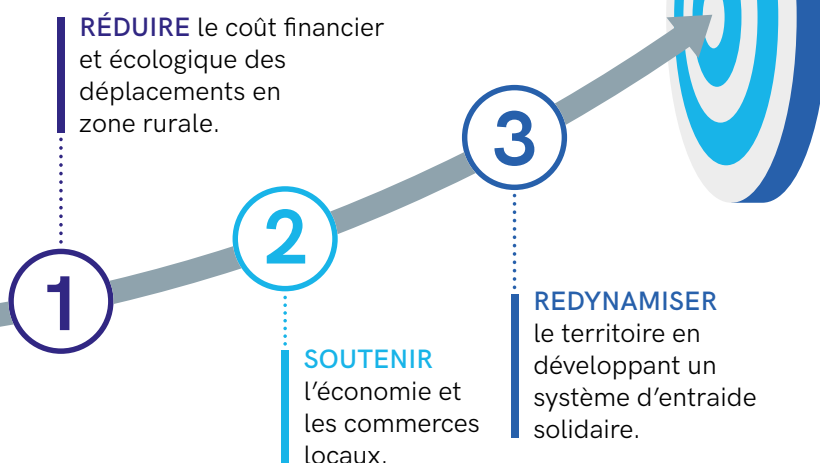 RÉDUIRE le coût financier
et écologique des
déplacements en
zone rurale.
1
2
3
SOUTENIR
l’économie et
les commerces
locaux.
REDYNAMISER
le territoire en
développant un
système d’entraide
solidaire.